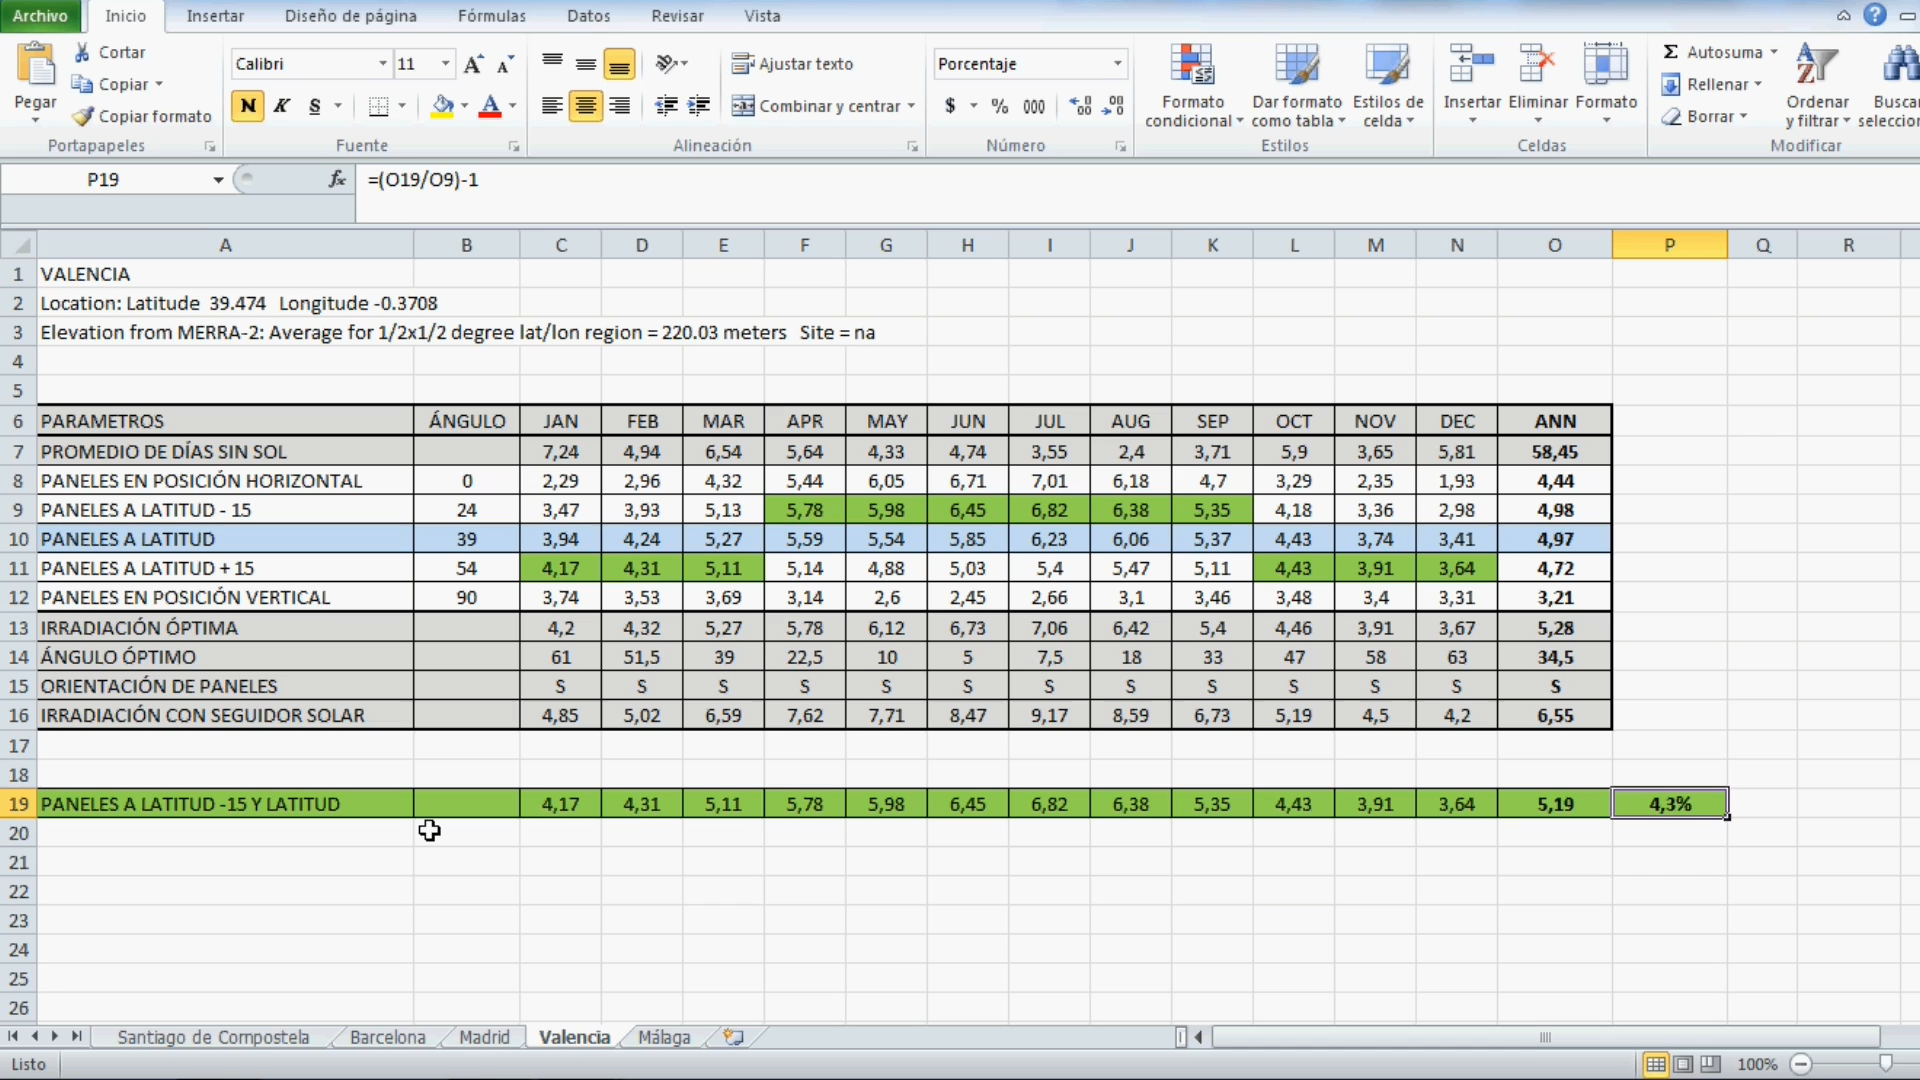 Archivo Inicio Insertar Diseño de página Fórmulas Datos Revisar Vista
Pegar
Cortar
Copiar
Copiar formato
Portapapeles
Calibri 11
N K S
Fuente
Ajustar texto
Combinar y centrar
Alineación
Porcentaje
$ % 000
Número
Formato condicional
Dar formato como tabla
Estilos de celda
Estilos
Insertar Eliminar Formato
Celdas
Σ Autosuma
Rellenar
Borrar
Ordenar y filtrar
Modificar
P19 fx =(O19/O9)-1
A B C D E F G H I J K L M N O P Q R
1 VALENCIA
2 Location: Latitude 39.474 Longitude -0.3708
3 Elevation from MERRA-2: Average for 1/2x1/2 degree lat/lon region = 220.03 meters Site = na
4
5
6 PARAMETROS ÁNGULO JAN FEB MAR APR MAY JUN JUL AUG SEP OCT NOV DEC ANN
7 PROMEDIO DE DÍAS SIN SOL 7,24 4,94 6,54 5,64 4,33 4,74 3,55 2,4 3,71 5,9 3,65 5,81 58,45
8 PANELES EN POSICIÓN HORIZONTAL 0 2,29 2,96 4,32 5,44 6,05 6,71 7,01 6,18 4,7 3,29 2,35 1,93 4,44
9 PANELES A LATITUD - 15 24 3,47 3,93 5,13 5,78 5,98 6,45 6,82 6,38 5,35 4,18 3,36 2,98 4,98
10 PANELES A LATITUD 39 3,94 4,24 5,27 5,59 5,54 5,85 6,23 6,06 5,37 4,43 3,74 3,41 4,97
11 PANELES A LATITUD + 15 54 4,17 4,31 5,11 5,14 4,88 5,03 5,4 5,47 5,11 4,43 3,91 3,64 4,72
12 PANELES EN POSICIÓN VERTICAL 90 3,74 3,53 3,69 3,14 2,6 2,45 2,66 3,1 3,46 3,48 3,4 3,31 3,21
13 IRRADIACIÓN ÓPTIMA 4,2 4,32 5,27 5,78 6,12 6,73 7,06 6,42 5,4 4,46 3,91 3,67 5,28
14 ÁNGULO ÓPTIMO 61 51,5 39 22,5 10 5 7,5 18 33 47 58 63 34,5
15 ORIENTACIÓN DE PANELES S S S S S S S S S S S S S
16 IRRADIACIÓN CON SEGUIDOR SOLAR 4,85 5,02 6,59 7,62 7,71 8,47 9,17 8,59 6,73 5,19 4,5 4,2 6,55
17
18
19 PANELES A LATITUD -15 Y LATITUD 4,17 4,31 5,11 5,78 5,98 6,45 6,82 6,38 5,35 4,43 3,91 3,64 5,19 4,3%
20
21
22
23
24
25
26
Santiago de Compostela Barcelona Madrid Valencia Málaga
Listo 100%